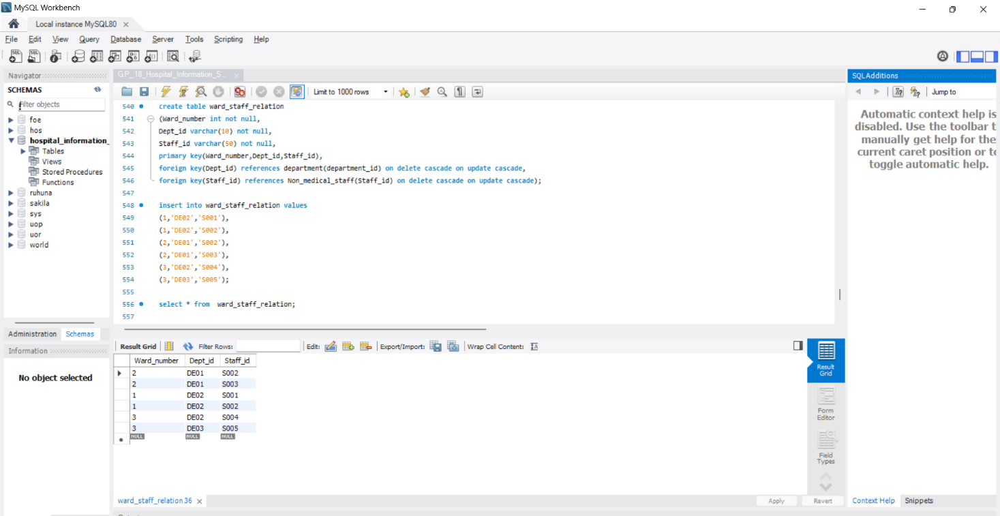 MySQL Workbench
Local instance MySQL80
File Edit View Query Database Server Tools Scripting Help
Navigator
SCHEMAS
Filter objects
foe
hos
hospital_information_
Tables
Views
Stored Procedures
Functions
ruhuna
sakila
sys
uop
uor
world
Administration Schemas
Information
No object selected
GP_18_Hospital_Information_S...
Limit to 1000 rows
540 create table ward_staff_relation
541 (Ward_number int not null,
542 Dept_id varchar(10) not null,
543 Staff_id varchar(50) not null,
544 primary key(Ward_number,Dept_id,Staff_id),
545 foreign key(Dept_id) references department(department_id) on delete cascade on update cascade,
546 foreign key(Staff_id) references Non_medical_staff(Staff_id) on delete cascade on update cascade);
547
548 insert into ward_staff_relation values
549 (1,'DE02','S001'),
550 (1,'DE02','S002'),
551 (2,'DE01','S002'),
552 (2,'DE01','S003'),
553 (3,'DE02','S004'),
554 (3,'DE03','S005');
555
556 select * from  ward_staff_relation;
557
Result Grid Filter Rows: Edit: Export/Import: Wrap Cell Content:
Ward_number Dept_id Staff_id
2 DE01 S002
2 DE01 S003
1 DE02 S001
1 DE02 S002
3 DE02 S004
3 DE03 S005
NULL NULL NULL
Result
Grid
Form
Editor
Field
Types
ward_staff_relation 36
Apply Revert
SQLAdditions
Jump to
Automatic context help is
disabled. Use the toolbar t
manually get help for the
current caret position or to
toggle automatic help.
Context Help Snippets